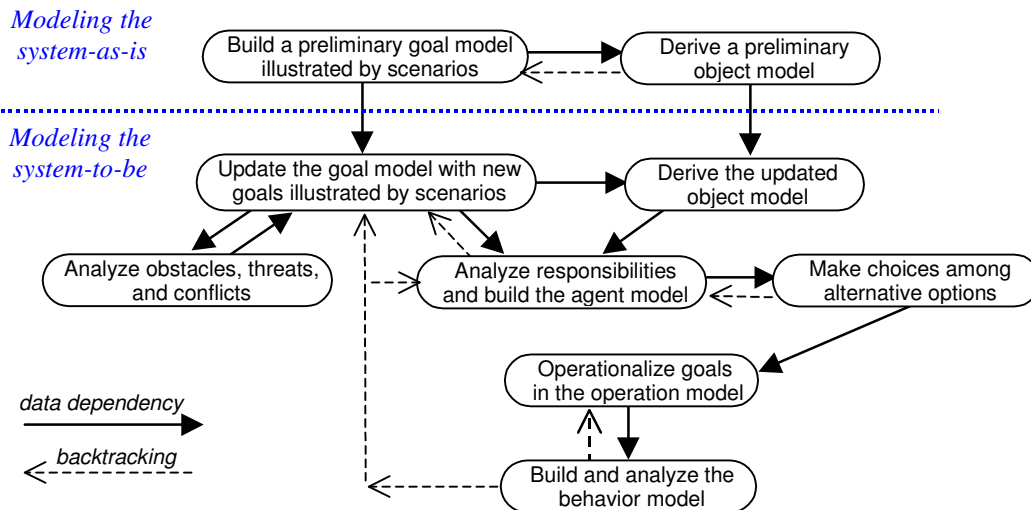 Modeling the
system-as-is
Build a preliminary goal model
illustrated by scenarios
Derive a preliminary
object model
Modeling the
system-to-be
Update the goal model with new
goals illustrated by scenarios
Derive the updated
object model
Analyze obstacles, threats,
and conflicts
Analyze responsibilities
and build the agent model
Make choices among
alternative options
Operationalize goals
in the operation model
data dependency
backtracking
Build and analyze the
behavior model